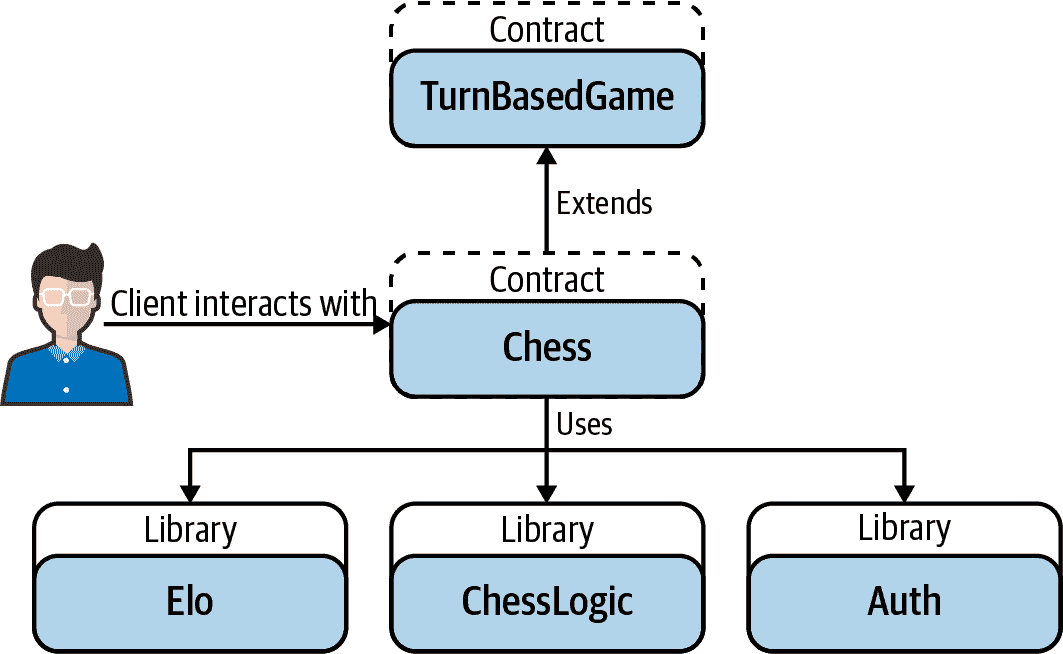 Contract
TurnBasedGame
Extends
Contract
Client interacts with
Chess
Uses
Library
Library
Library
Elo
ChessLogic
Auth